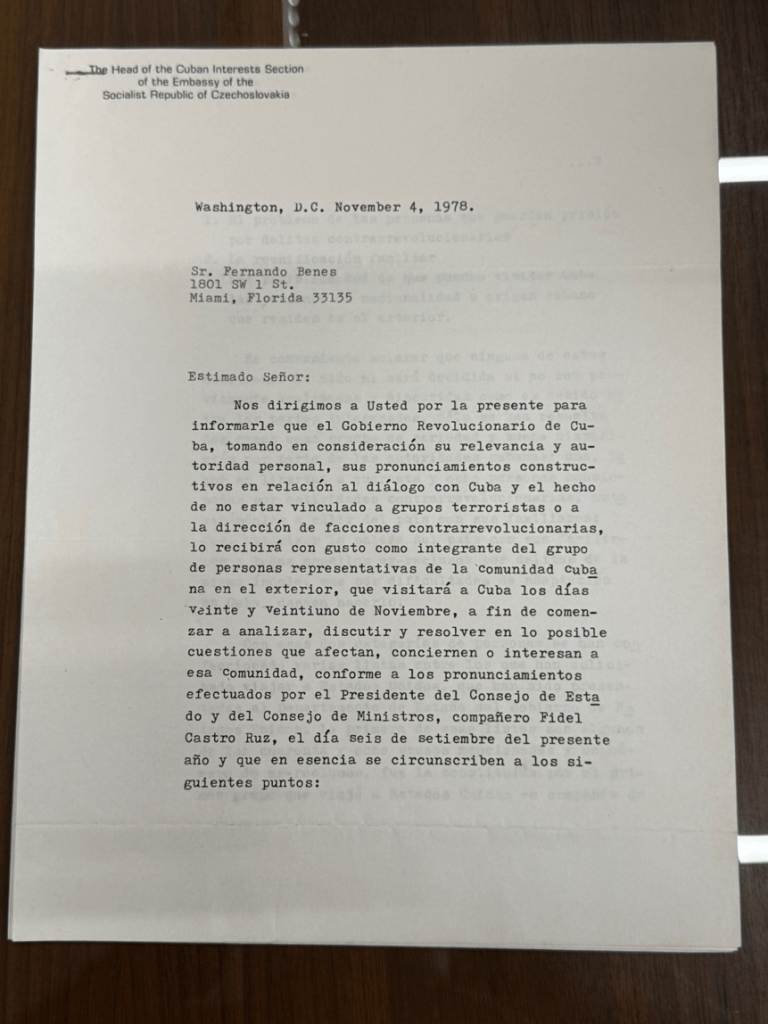 The Head of the Cuban Interests Section
of the Embassy of the
Socialist Republic of Czechoslovakia
Washington, D.C. November 4, 1978.
Sr. Fernando Benes
1801 SW 1 St.
Miami, Florida 33135
Estimado Señor:
Nos dirigimos a Usted por la presente para
informarle que el Gobierno Revolucionario de Cu-
ba, tomando en consideración su relevancia y au-
toridad personal, sus pronunciamientos construc-
tivos en relación al diálogo con Cuba y el hecho
de no estar vinculado a grupos terroristas o a
la dirección de facciones contrarrevolucionarias,
lo recibirá con gusto como integrante del grupo
de personas representativas de la comunidad cuba
na en el exterior, que visitará a Cuba los días
veinte y veintiuno de Noviembre, a fin de comen-
zar a analizar, discutir y resolver en lo posible
cuestiones que afectan, conciernen o interesan a
esa Comunidad, conforme a los pronunciamientos
efectuados por el Presidente del Consejo de Esta
do y del Consejo de Ministros, compañero Fidel
Castro Ruz, el día seis de setiembre del presente
año y que en esencia se circunscriben a los si-
guientes puntos: